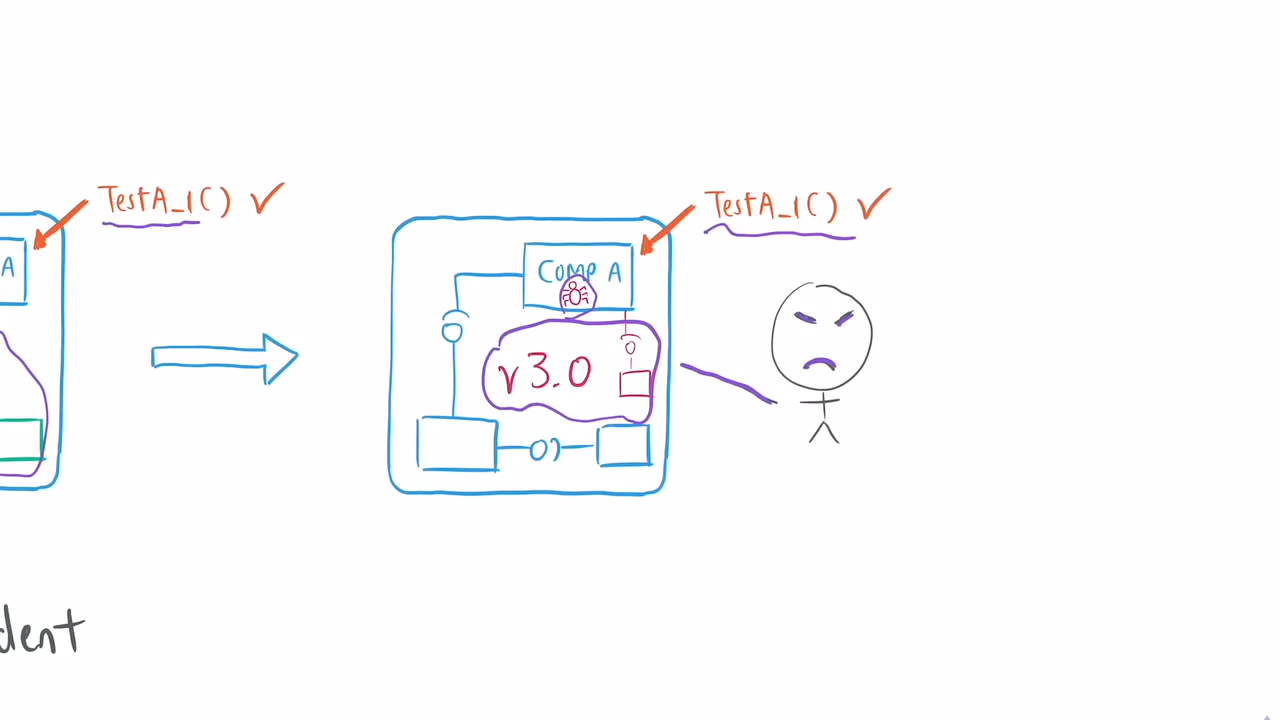 TestA_1() ✓
A
TestA_1() ✓
Comp A
v3.0
dent